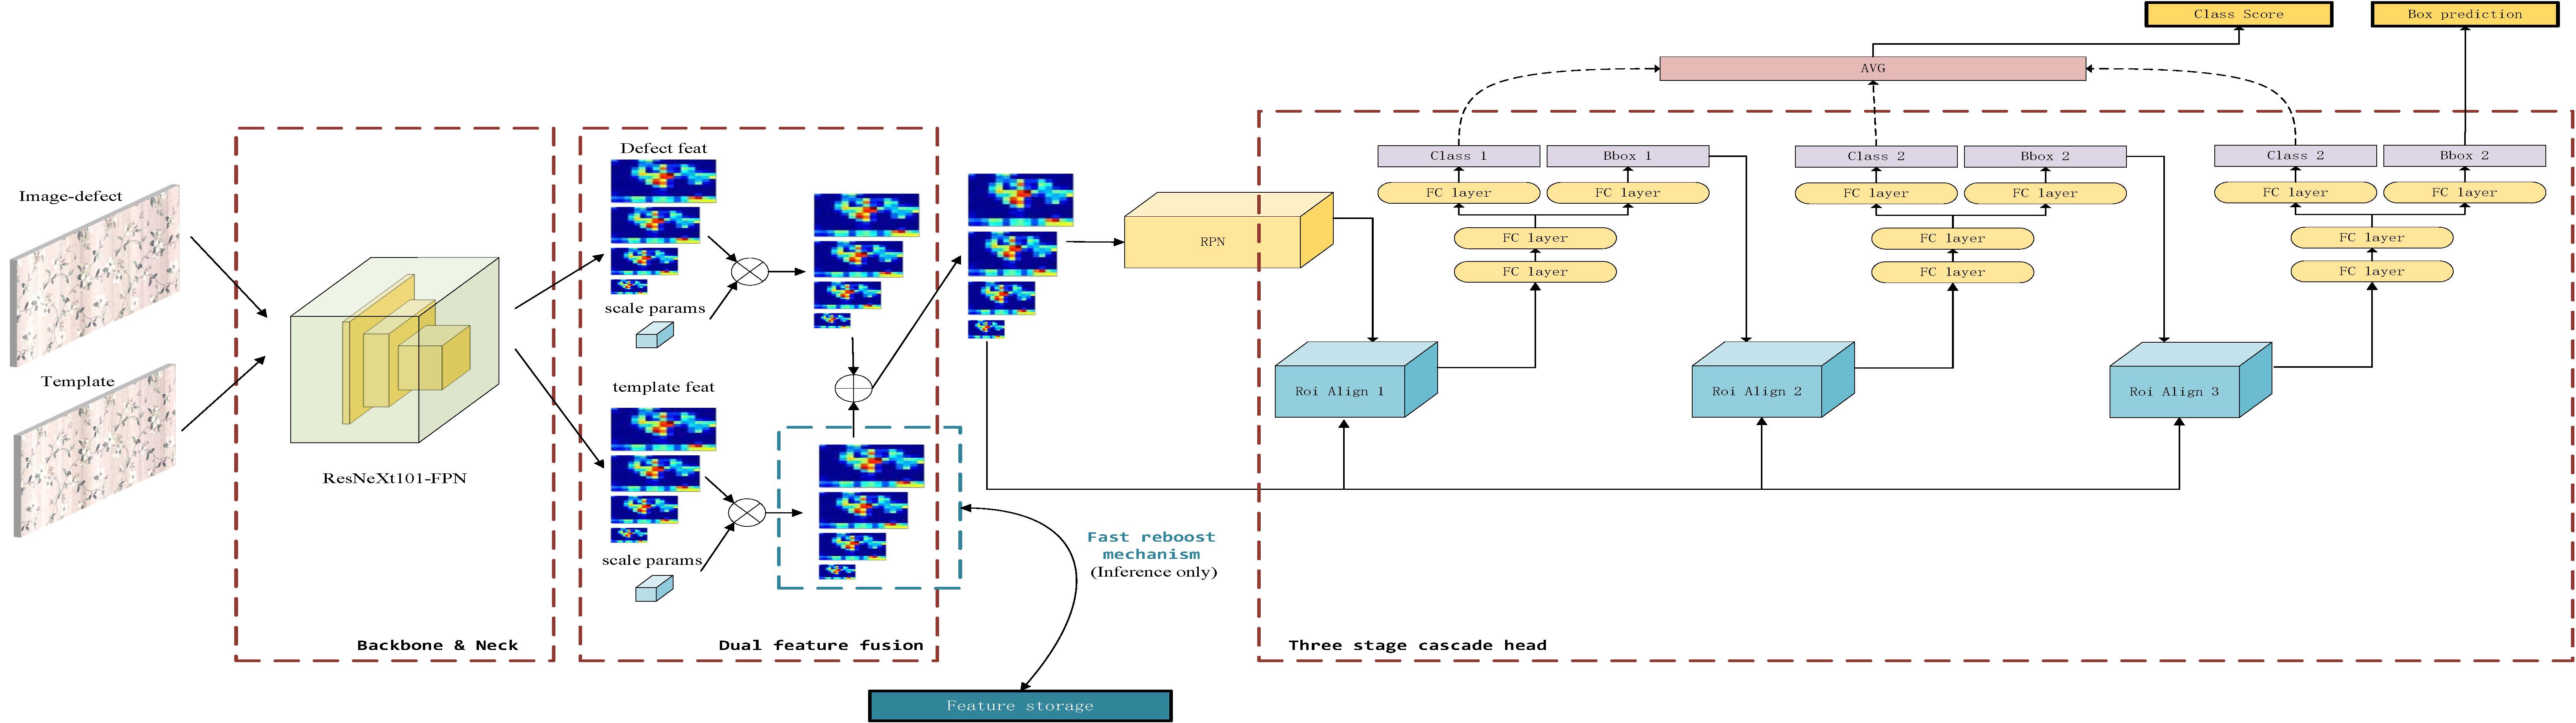 Class Score
Box prediction
AVG
Defect feat
Class 1
Bbox 1
Class 2
Bbox 2
Class 2
Bbox 2
Image-defect
FC layer
FC layer
FC layer
FC layer
FC layer
FC layer
RPN
FC layer
FC layer
FC layer
FC layer
FC layer
FC layer
scale params
Template
template feat
Roi Align 1
Roi Align 2
Roi Align 3
ResNeXt101-FPN
Fast reboost
mechanism
(Inference only)
scale params
Backbone & Neck
Dual feature fusion
Three stage cascade head
Feature storage